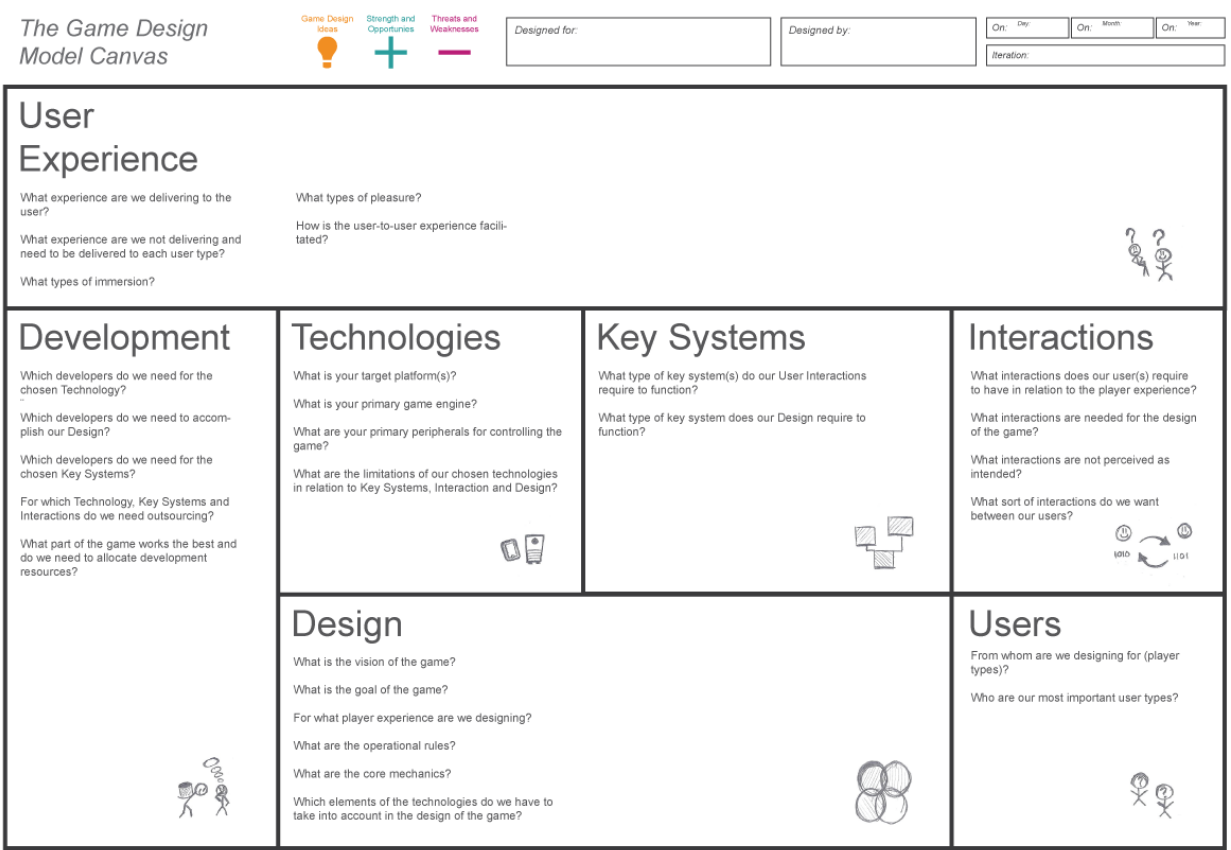 The Game Design
Model Canvas
Game Design
Ideas
Strength and
Opportunies
Threats and
Weaknesses
Designed for:
Designed by:
On: Day:
On: Month:
On: Year:
Iteration:
User
Experience
What experience are we delivering to the
user?
What experience are we not delivering and
need to be delivered to each user type?
What types of immersion?
What types of pleasure?
How is the user-to-user experience facili-
tated?
? ?
Development
Which developers do we need for the
chosen Technology?
Which developers do we need to accom-
plish our Design?
Which developers do we need for the
chosen Key Systems?
For which Technology, Key Systems and
Interactions do we need outsourcing?
What part of the game works the best and
do we need to allocate development
resources?
Technologies
What is your target platform(s)?
What is your primary game engine?
What are your primary peripherals for controlling the
game?
What are the limitations of our chosen technologies
in relation to Key Systems, Interaction and Design?
Key Systems
What type of key system(s) do our User Interactions
require to function?
What type of key system does our Design require to
function?
Interactions
What interactions does our user(s) require
to have in relation to the player experience?
What interactions are needed for the design
of the game?
What interactions are not perceived as
intended?
What sort of interactions do we want
between our users?
1010 1101
Design
What is the vision of the game?
What is the goal of the game?
For what player experience are we designing?
What are the operational rules?
What are the core mechanics?
Which elements of the technologies do we have to
take into account in the design of the game?
Users
From whom are we designing for (player
types)?
Who are our most important user types?
? ?